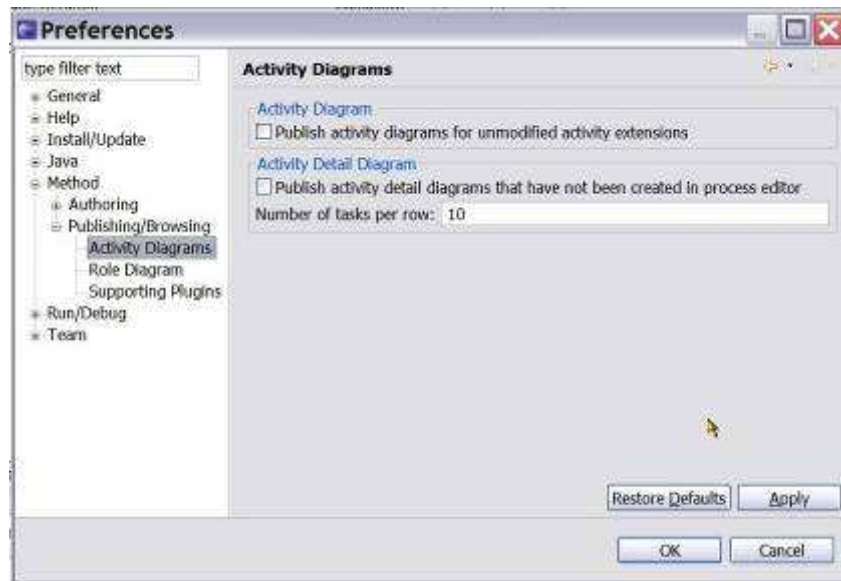 Preferences
type filter text
General
Help
Install/Update
Java
Method
Authoring
Publishing/Browsing
Activity Diagrams
Role Diagram
Supporting Plugins
Run/Debug
Team
Activity Diagrams
Activity Diagram
Publish activity diagrams for unmodified activity extensions
Activity Detail Diagram
Publish activity detail diagrams that have not been created in process editor
Number of tasks per row: 10
Restore Defaults Apply
OK Cancel